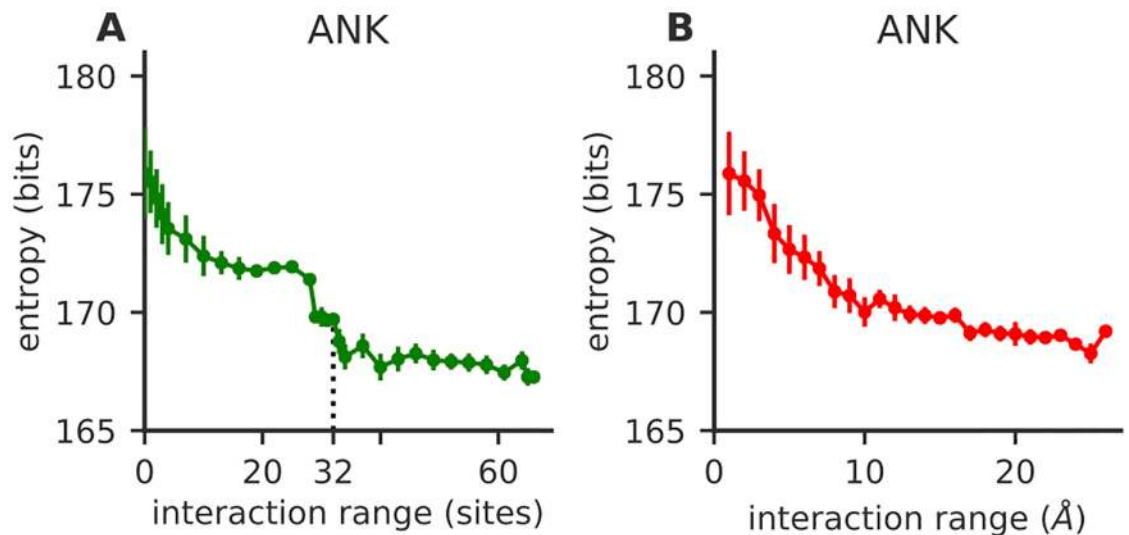 A ANK
180
175
170
165
entropy (bits)
0 20 32 60
interaction range (sites)
B ANK
180
175
170
165
entropy (bits)
0 10 20
interaction range (Å)